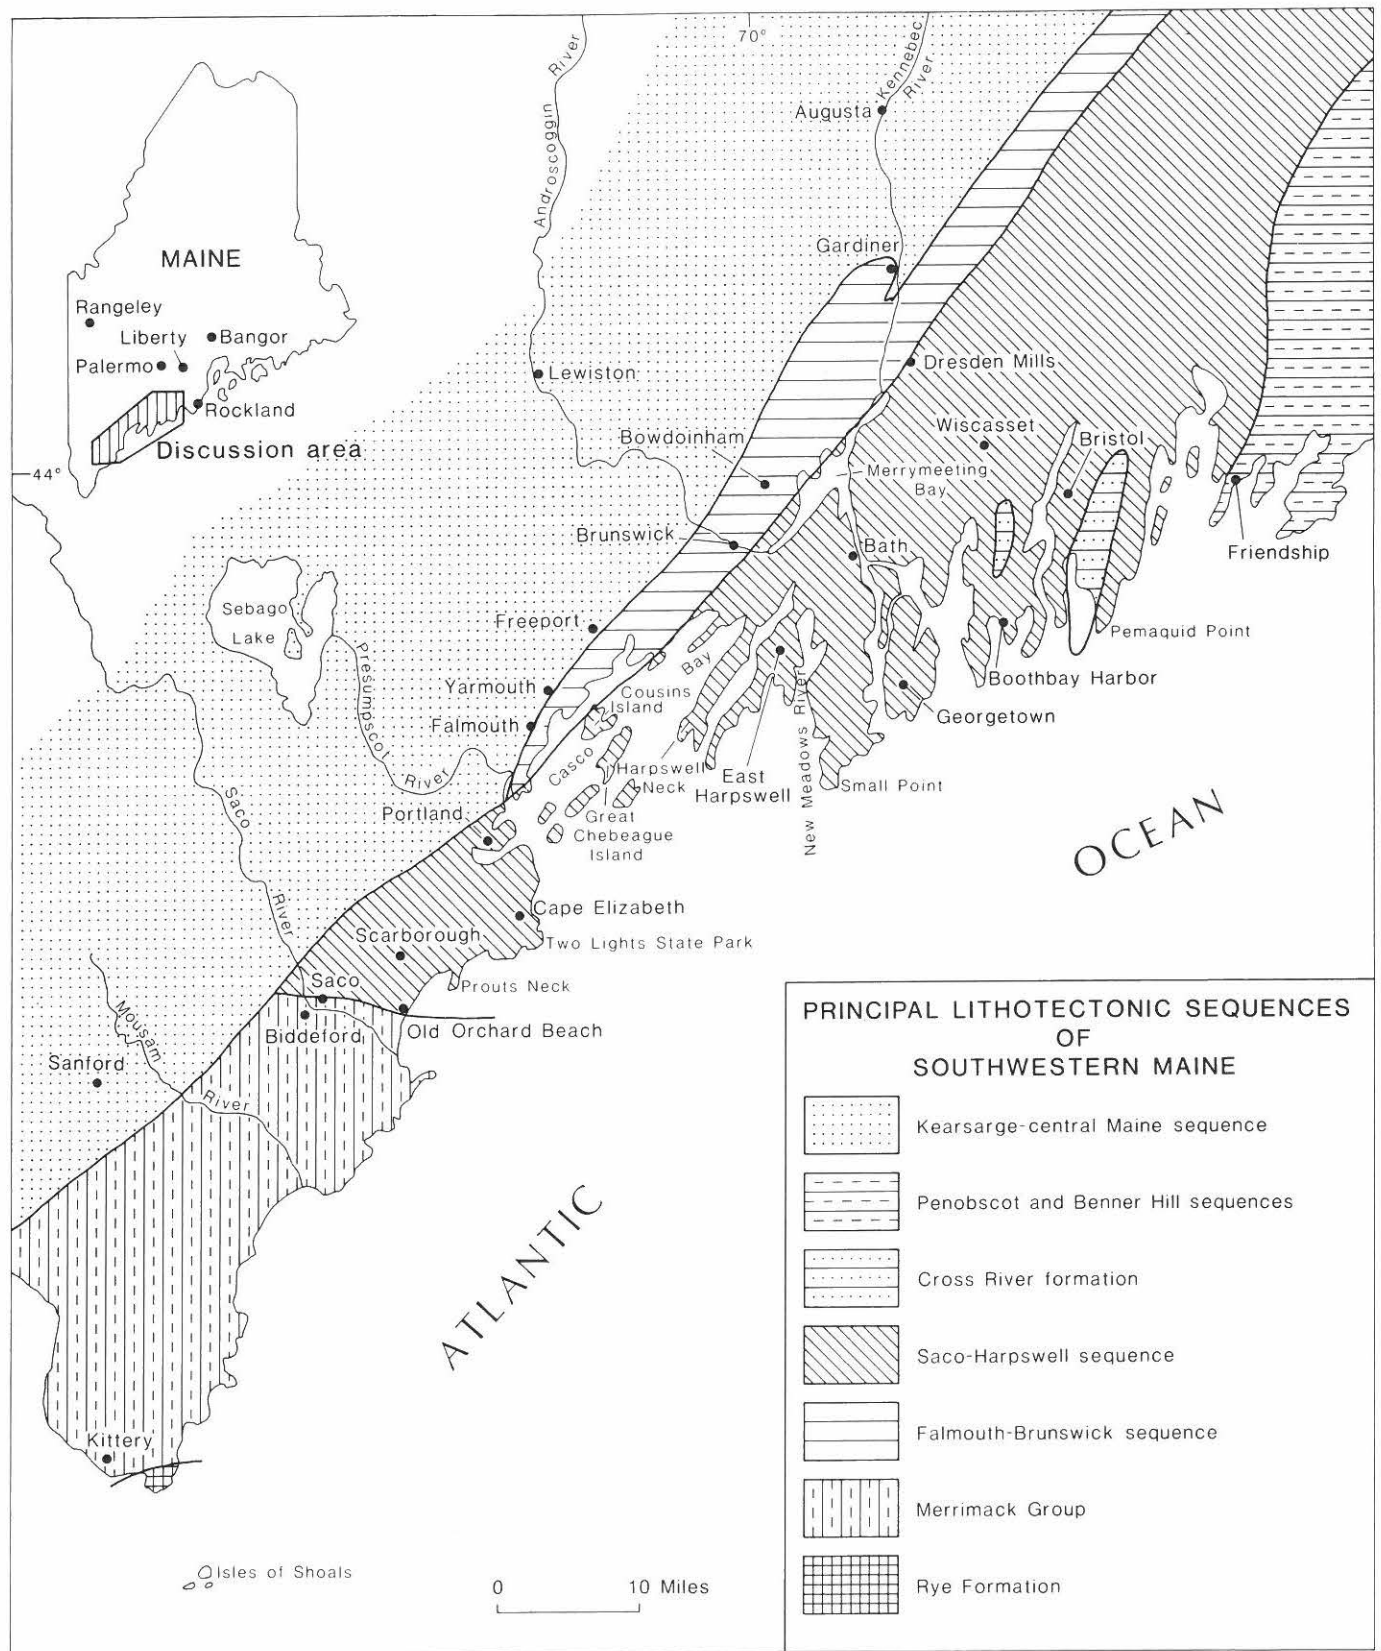 70°
Kennebec
River
River
Androscoggin
Augusta
MAINE
Rangeley
Liberty
Bangor
Palermo
Rockland
Discussion area
44°
Gardiner
Dresden Mills
Lewiston
Wiscasset
Bristol
Bowdoinham
Merrymeeting
Bay
Brunswick
Bath
Friendship
Sebago
Lake
Freeport
Pemaquid Point
Presumpscot
River
Bay
Boothbay Harbor
Yarmouth
Cousins
Island
Georgetown
Falmouth
Casco
Harpswell
Neck
East
Harpswell
New Meadows River
Small Point
Portland
Great
Chebeague
Island
OCEAN
Saco
River
Cape Elizabeth
Scarborough
Two Lights State Park
Saco
Prouts Neck
Old Orchard Beach
Biddeford
Mousam
River
Sanford
ATLANTIC
Kittery
Isles of Shoals
0 10 Miles
PRINCIPAL LITHOTECTONIC SEQUENCES
OF
SOUTHWESTERN MAINE
Kearsarge-central Maine sequence
Penobscot and Benner Hill sequences
Cross River formation
Saco-Harpswell sequence
Falmouth-Brunswick sequence
Merrimack Group
Rye Formation